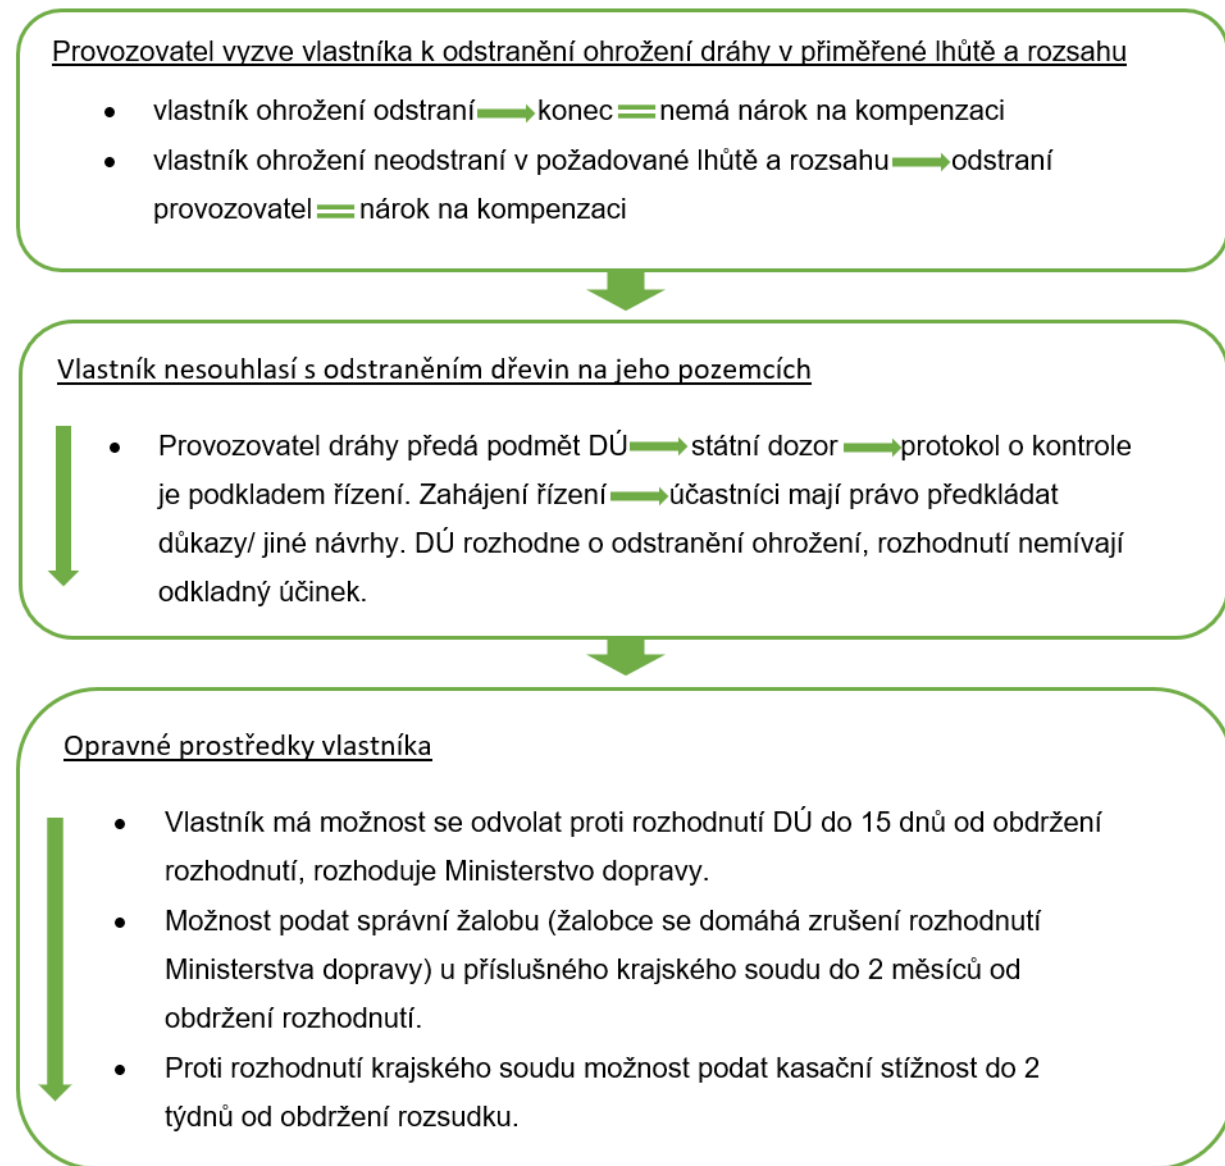 Provozovatel vyzve vlastníka k odstranění ohrožení dráhy v přiměřené lhůtě a rozsahu
• vlastník ohrožení odstraní konec nemá nárok na kompenzaci
• vlastník ohrožení neodstraní v požadované lhůtě a rozsahu odstraní
provozovatel nárok na kompenzaci
Vlastník nesouhlasí s odstraněním dřevin na jeho pozemcích
• Provozovatel dráhy předá podmět DÚ státní dozor protokol o kontrole
je podkladem řízení. Zahájení řízení účastníci mají právo předkládat
důkazy/ jiné návrhy. DÚ rozhodne o odstranění ohrožení, rozhodnutí nemívají
odkladný účinek.
Opravné prostředky vlastníka
• Vlastník má možnost se odvolat proti rozhodnutí DÚ do 15 dnů od obdržení
rozhodnutí, rozhoduje Ministerstvo dopravy.
• Možnost podat správní žalobu (žalobce se domáhá zrušení rozhodnutí
Ministerstva dopravy) u příslušného krajského soudu do 2 měsíců od
obdržení rozhodnutí.
• Proti rozhodnutí krajského soudu možnost podat kasační stížnost do 2
týdnů od obdržení rozsudku.